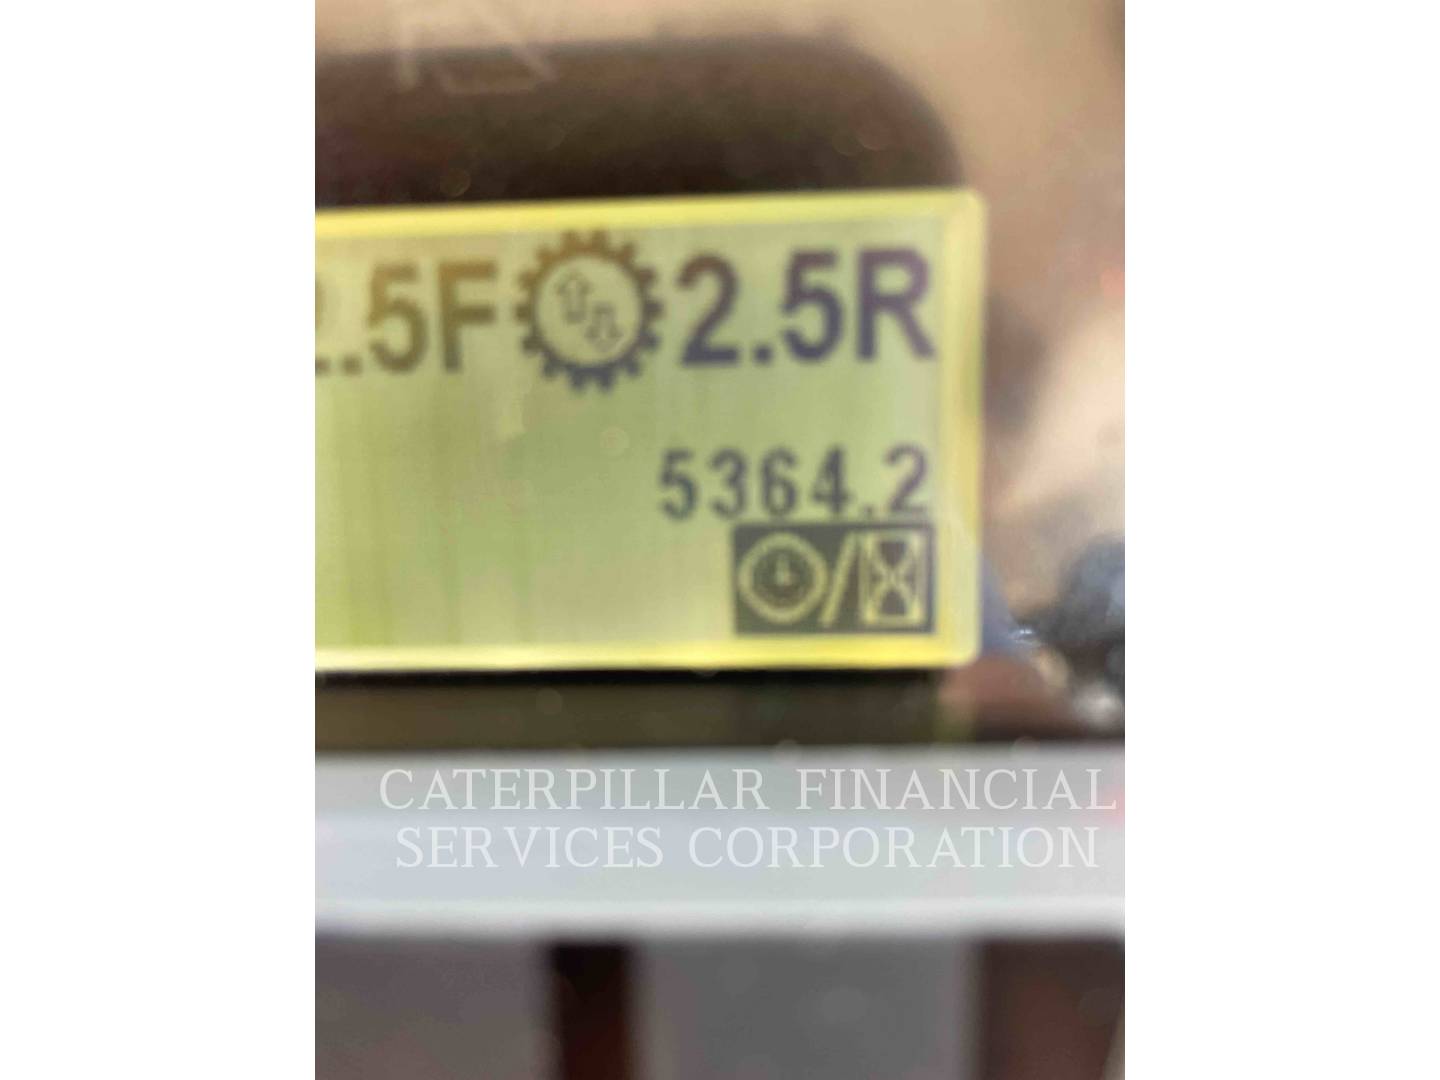 .5F 2.5R
5364.2
CATERPILLAR FINANCIAL
SERVICES CORPORATION